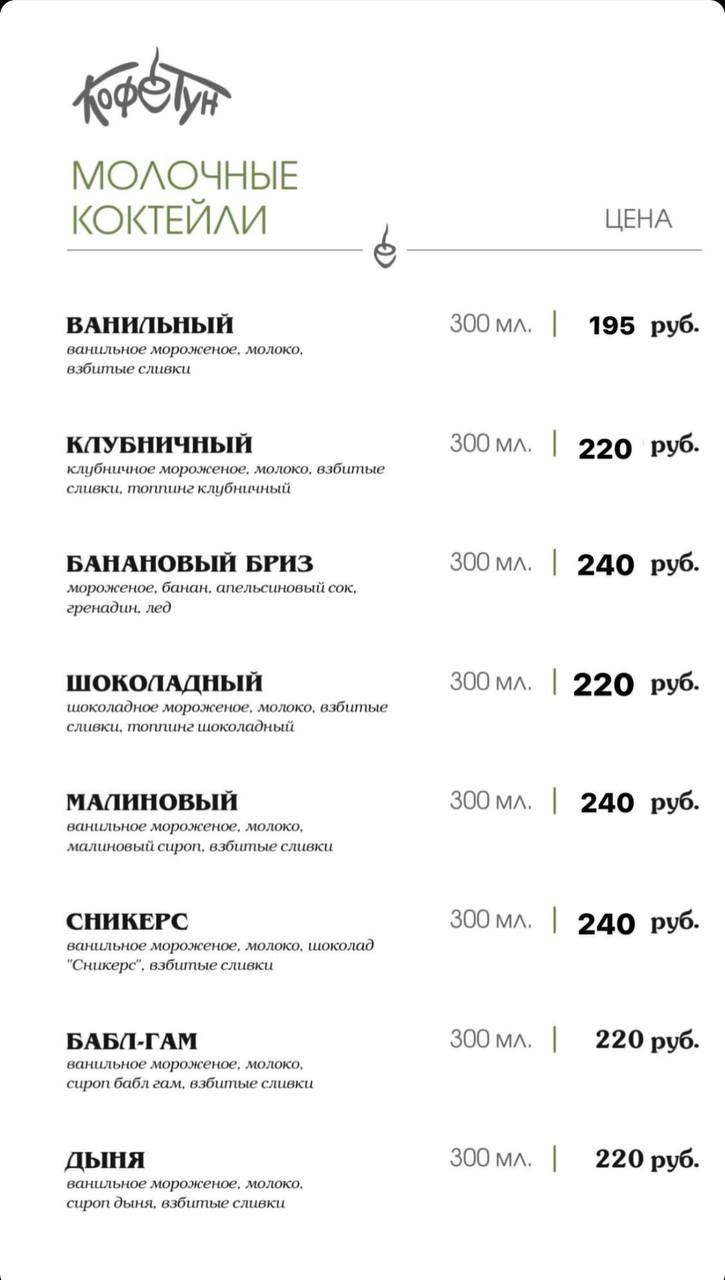 КОФЕТУН
МОЛОЧНЫЕ
КОКТЕЙЛИ
ЦЕНА
ВАНИЛЬНЫЙ 300 МЛ. | 195 руб.
ванильное мороженое, молоко,
взбитые сливки
КЛУБНИЧНЫЙ 300 МЛ. | 220 руб.
клубничное мороженое, молоко, взбитые
сливки, топпинг клубничный
БАНАНОВЫЙ БРИЗ 300 МЛ. | 240 руб.
мороженое, банан, апельсиновый сок,
гренадин, лед
ШОКОЛАДНЫЙ 300 МЛ. | 220 руб.
шоколадное мороженое, молоко, взбитые
сливки, топпинг шоколадный
МАЛИНОВЫЙ 300 МЛ. | 240 руб.
ванильное мороженое, молоко,
малиновый сироп, взбитые сливки
СНИКЕРС 300 МЛ. | 240 руб.
ванильное мороженое, молоко, шоколад
"Сникерс", взбитые сливки
БАБЛ-ГАМ 300 МЛ. | 220 руб.
ванильное мороженое, молоко,
сироп бабл гам, взбитые сливки
ДЫНЯ 300 МЛ. | 220 руб.
ванильное мороженое, молоко,
сироп дыня, взбитые сливки